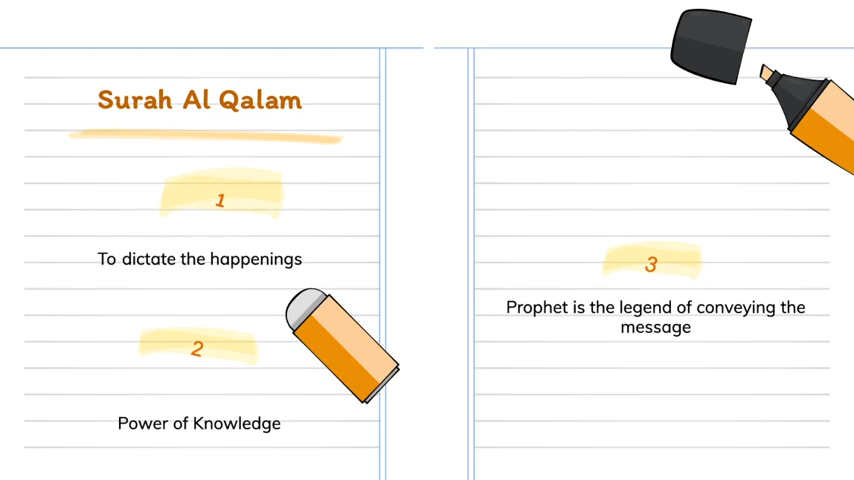 Surah Al Qalam
1
To dictate the happenings
2
Power of Knowledge
3
Prophet is the legend of conveying the
message